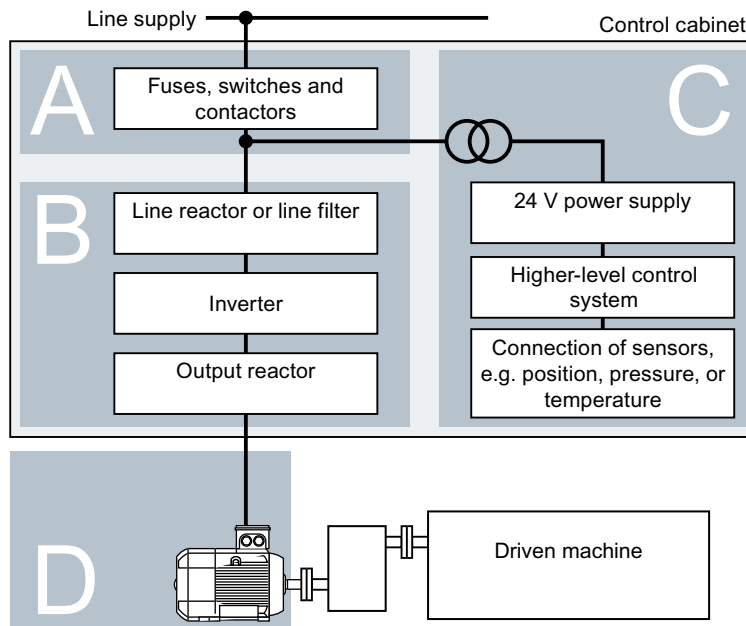 Line supply
Control cabinet
A
Fuses, switches and
contactors
C
B
Line reactor or line filter
24 V power supply
Inverter
Higher-level control
system
Output reactor
Connection of sensors,
e.g. position, pressure, or
temperature
D
Driven machine